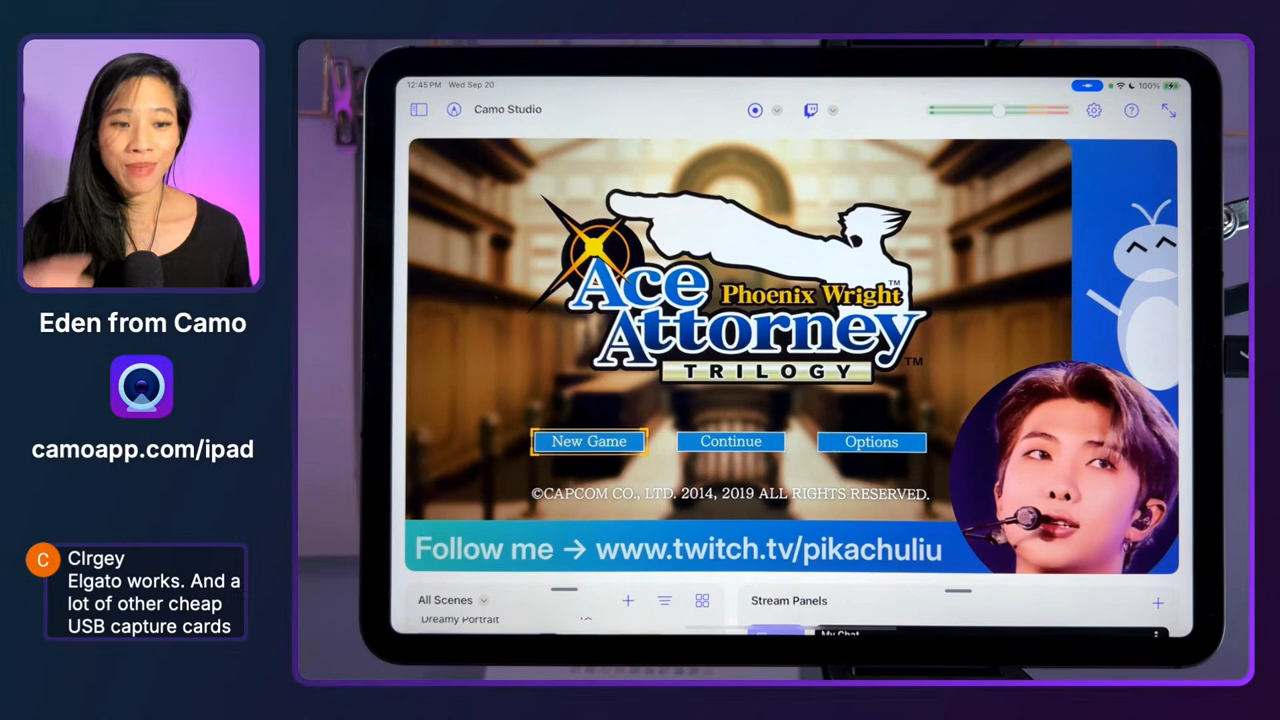 Eden from Camo
camoapp.com/ipad
C
Clrgey
Elgato works. And a
lot of other cheap
USB capture cards
12:45 PM Wed Sep 20
100%
Camo Studio
Ace
Phoenix Wright™
Attorney™
TRILOGY
New Game
Continue
Options
©CAPCOM CO., LTD. 2014, 2019 ALL RIGHTS RESERVED.
Follow me → www.twitch.tv/pikachuliu
All Scenes
Stream Panels
Dreamy Portrait
My Chat